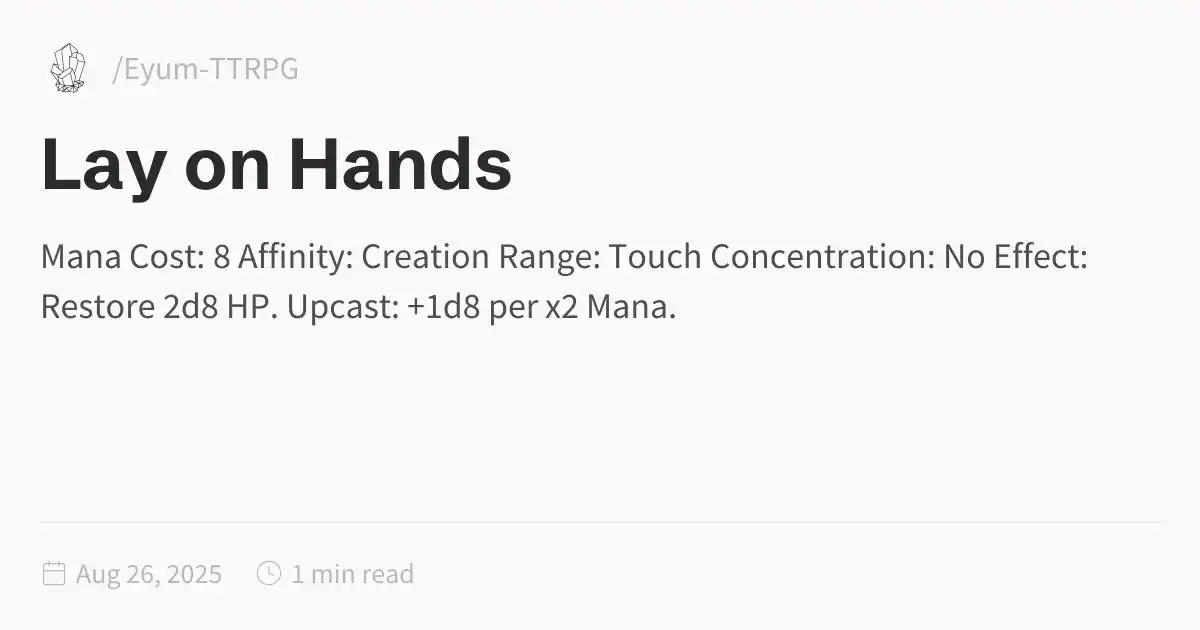 /Eyum-TTRPG
Lay on Hands
Mana Cost: 8 Affinity: Creation Range: Touch Concentration: No Effect:
Restore 2d8 HP. Upcast: +1d8 per x2 Mana.
Aug 26, 2025 1 min read